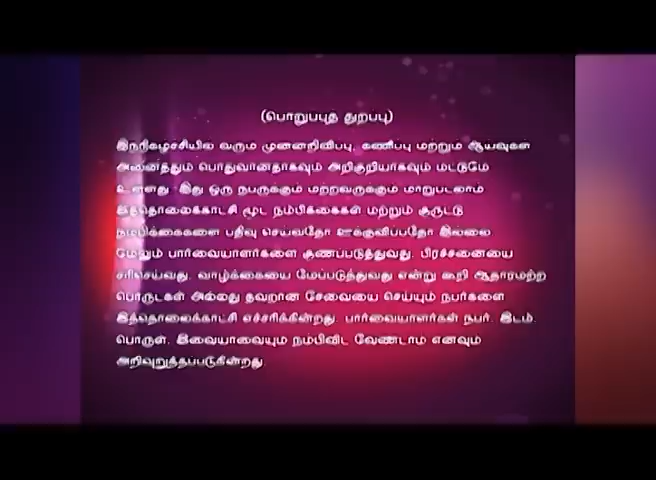 (பொறுப்புத் துறப்பு)
இந்நிகழ்ச்சியில் வரும் முன்னறிவிப்பு, கணிப்பு மற்றும் ஆய்வுகள்
அனைத்தும் பொதுவானதாகவும் அறிகுறியாகவும் மட்டுமே
உள்ளது இது ஒரு நபருக்கும் மற்றவருக்கும் மாறுபடலாம்
இத்தொலைக்காட்சி மூட நம்பிக்கைகள் மற்றும் குருட்டு
நம்பிக்கைகளை பதிவு செய்வதோ ஊக்குவிப்பதோ இல்லை
மேலும் பார்வையாளர்களை குணப்படுத்துவது. பிரச்சனையை
சரிசெய்வது. வாழ்க்கையை மேப்படுத்துவது என்று கூறி ஆதாரமற்ற
பொருட்கள் அல்லது தவறான சேவையை செய்யும் நபர்களை
இத்தொலைக்காட்சி எச்சரிக்கின்றது. பார்வையாளர்கள் நபர். இடம்.
பொருள். இவையாவையும் நம்பிவிட வேண்டாம் எனவும்
அறிவுறுத்தப்படுகின்றது.